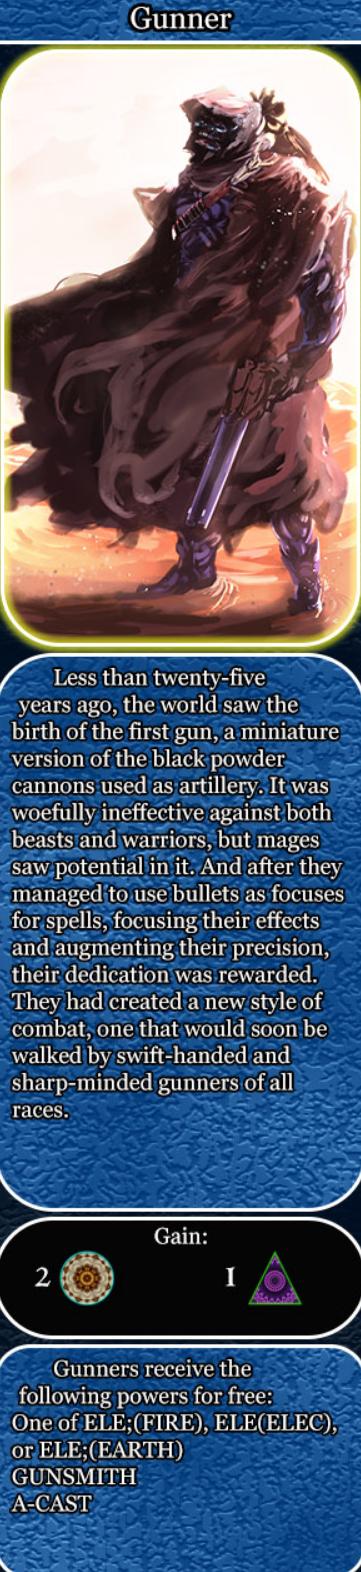 Gunner
Less than twenty-five
years ago, the world saw the
birth of the first gun, a miniature
version of the black powder
cannons used as artillery. It was
woefully ineffective against both
beasts and warriors, but mages
saw potential in it. And after they
managed to use bullets as focuses
for spells, focusing their effects
and augmenting their precision,
their dedication was rewarded.
They had created a new style of
combat, one that would soon be
walked by swift-handed and
sharp-minded gunners of all
races.
Gain:
2 1
Gunners receive the
following powers for free:
One of ELE;(FIRE), ELE(ELEC),
or ELE;(EARTH)
GUNSMITH
A-CAST